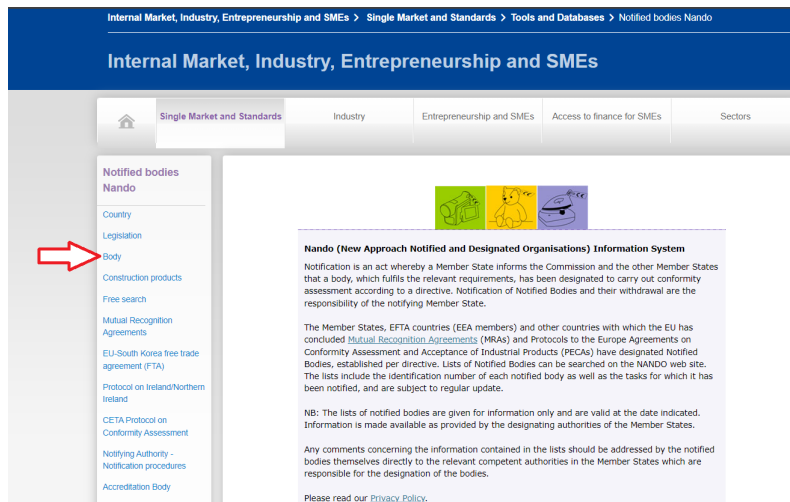 Internal Market, Industry, Entrepreneurship and SMEs > Single Market and Standards > Tools and Databases > Notified bodies Nando
Internal Market, Industry, Entrepreneurship and SMEs
Single Market and Standards
Industry
Entrepreneurship and SMEs
Access to finance for SMEs
Sectors
Notified bodies
Nando
Country
Legislation
Body
Construction products
Free search
Mutual Recognition
Agreements
EU-South Korea free trade
agreement (FTA)
Protocol on Ireland/Northern
Ireland
CETA Protocol on
Conformity Assessment
Notifying Authority -
Notification procedures
Accreditation Body
Nando (New Approach Notified and Designated Organisations) Information System
Notification is an act whereby a Member State informs the Commission and the other Member States
that a body, which fulfils the relevant requirements, has been designated to carry out conformity
assessment according to a directive. Notification of Notified Bodies and their withdrawal are the
responsibility of the notifying Member State.
The Member States, EFTA countries (EEA members) and other countries with which the EU has
concluded Mutual Recognition Agreements (MRAs) and Protocols to the Europe Agreements on
Conformity Assessment and Acceptance of Industrial Products (PECAs) have designated Notified
Bodies, established per directive. Lists of Notified Bodies can be searched on the NANDO web site.
The lists include the identification number of each notified body as well as the tasks for which it has
been notified, and are subject to regular update.
NB: The lists of notified bodies are given for information only and are valid at the date indicated.
Information is made available as provided by the designating authorities of the Member States.
Any comments concerning the information contained in the lists should be addressed by the notified
bodies themselves directly to the relevant competent authorities in the Member States which are
responsible for the designation of the bodies.
Please read our Privacy Policy.